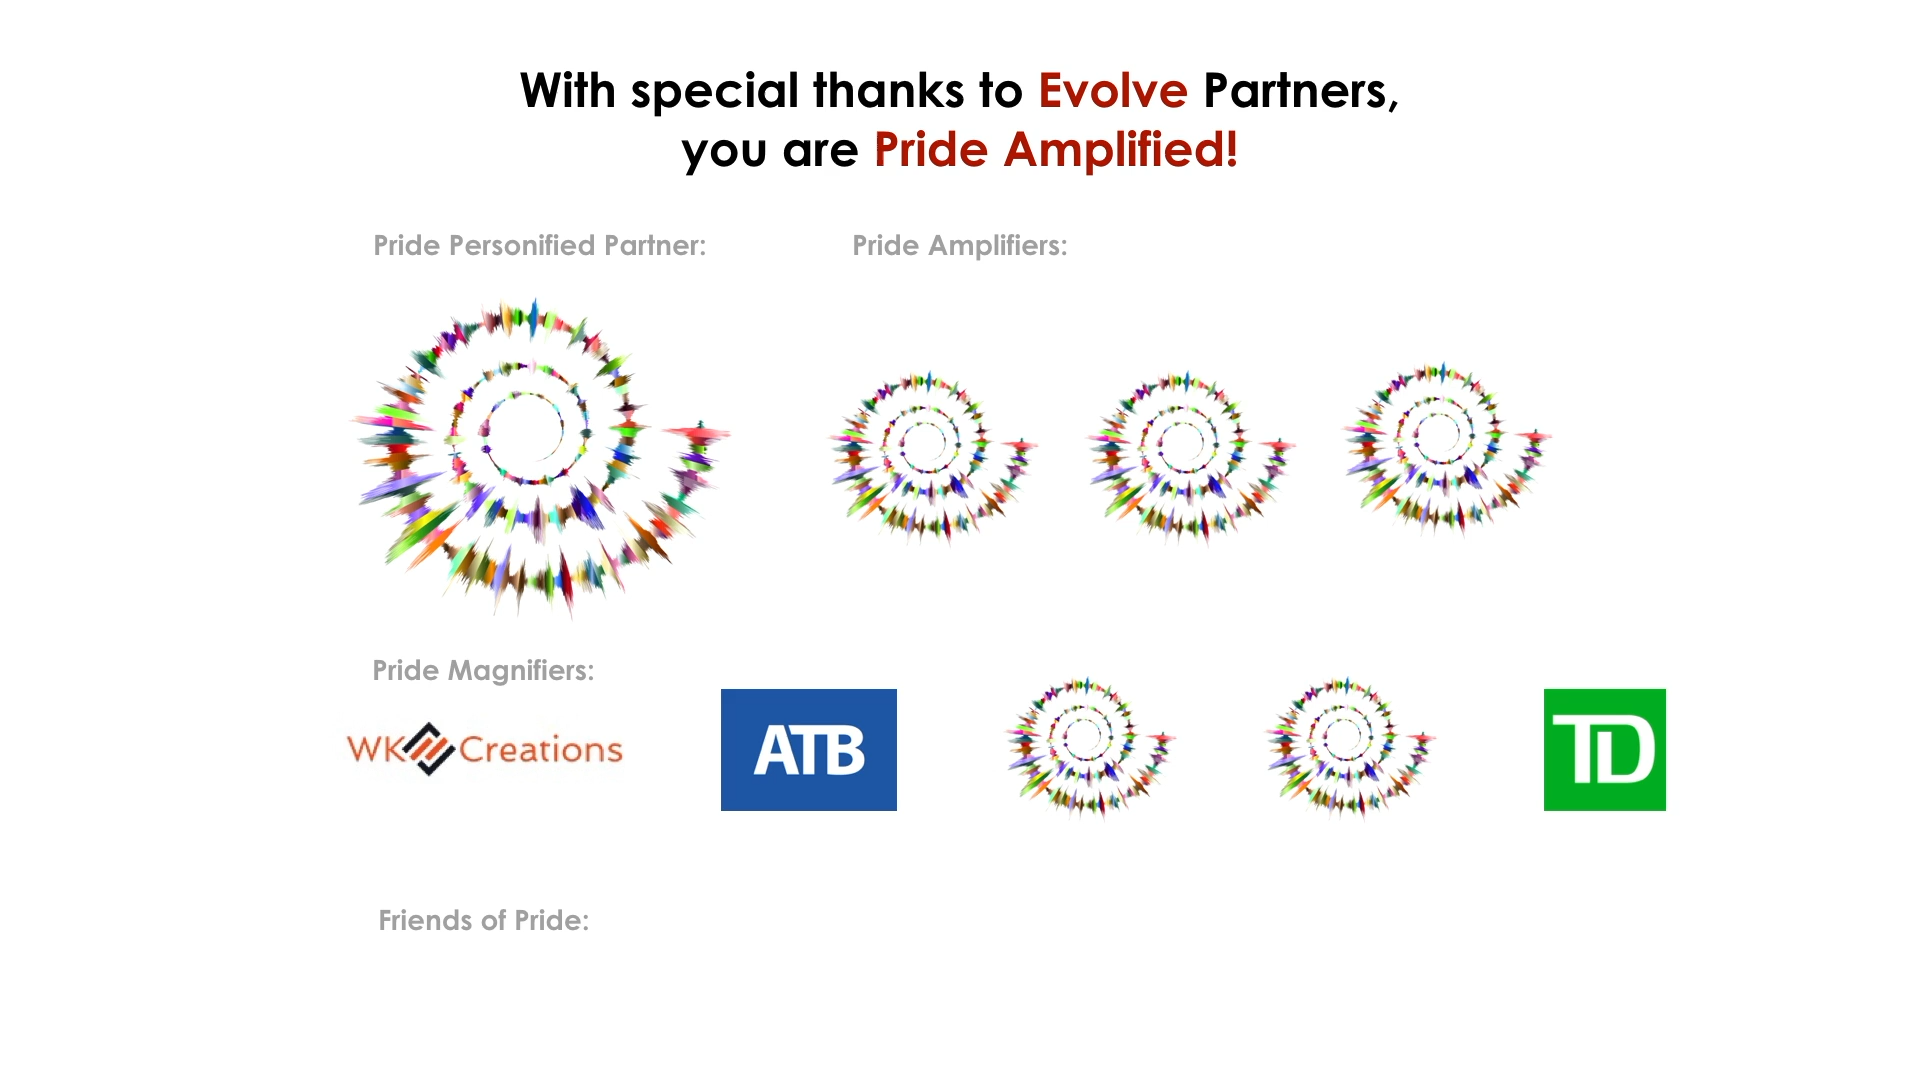 With special thanks to Evolve Partners,
you are Pride Amplified!
Pride Personified Partner:
Pride Amplifiers:
Pride Magnifiers:
WK Creations
ATB
TD
Friends of Pride: